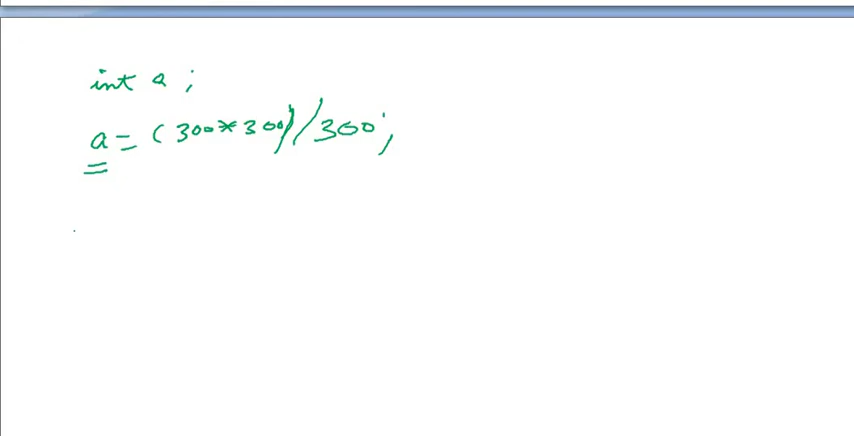 int a ;
a = ( 300 * 300 ) / 300 ;